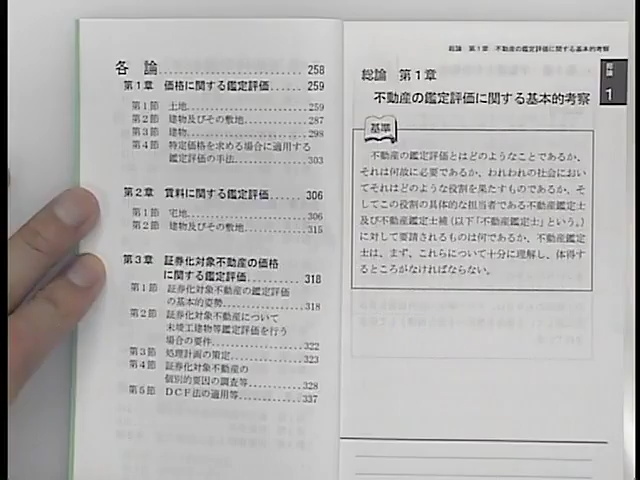 各 論 258
第1章 価格に関する鑑定評価 259
第1節 土地 259
第2節 建物及びその敷地 287
第3節 建物 298
第4節 特定価格を求める場合に適用する
鑑定評価の手法 303
第2章 賃料に関する鑑定評価 306
第1節 宅地 306
第2節 建物及びその敷地 315
第3章 証券化対象不動産の価格
に関する鑑定評価 318
第1節 証券化対象不動産の鑑定評価
の基本的姿勢 318
第2節 証券化対象不動産について
未竣工建物等鑑定評価を行う
場合の要件 322
第3節 処理計画の策定 323
第4節 証券化対象不動産の
個別的要因の調査等 328
第5節 DCF法の適用等 337
総論 第1章 不動産の鑑定評価に関する基本的考察
総論
1
総論 第1章
不動産の鑑定評価に関する基本的考察
基準
不動産の鑑定評価とはどのようなことであるか、
それは何故に必要であるか、われわれの社会におい
てそれはどのような役割を果たすものであるか、そ
してこの役割の具体的な担当者である不動産鑑定士
及び不動産鑑定士補(以下「不動産鑑定士」という。)
に対して要請されるものは何であるか、不動産鑑定
士は、まず、これらについて十分に理解し、体得す
るところがなければならない。